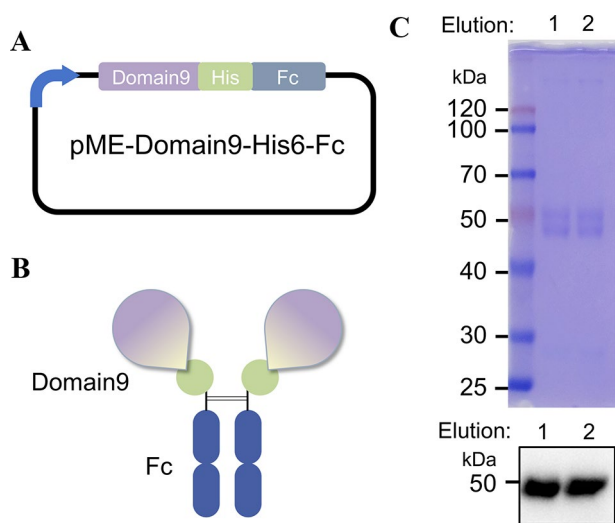 A
Domain9 His Fc
pME-Domain9-His6-Fc
B
Domain9
Fc
C
Elution: 1 2
kDa
120
100
70
50
40
30
25
Elution: 1 2
kDa
50